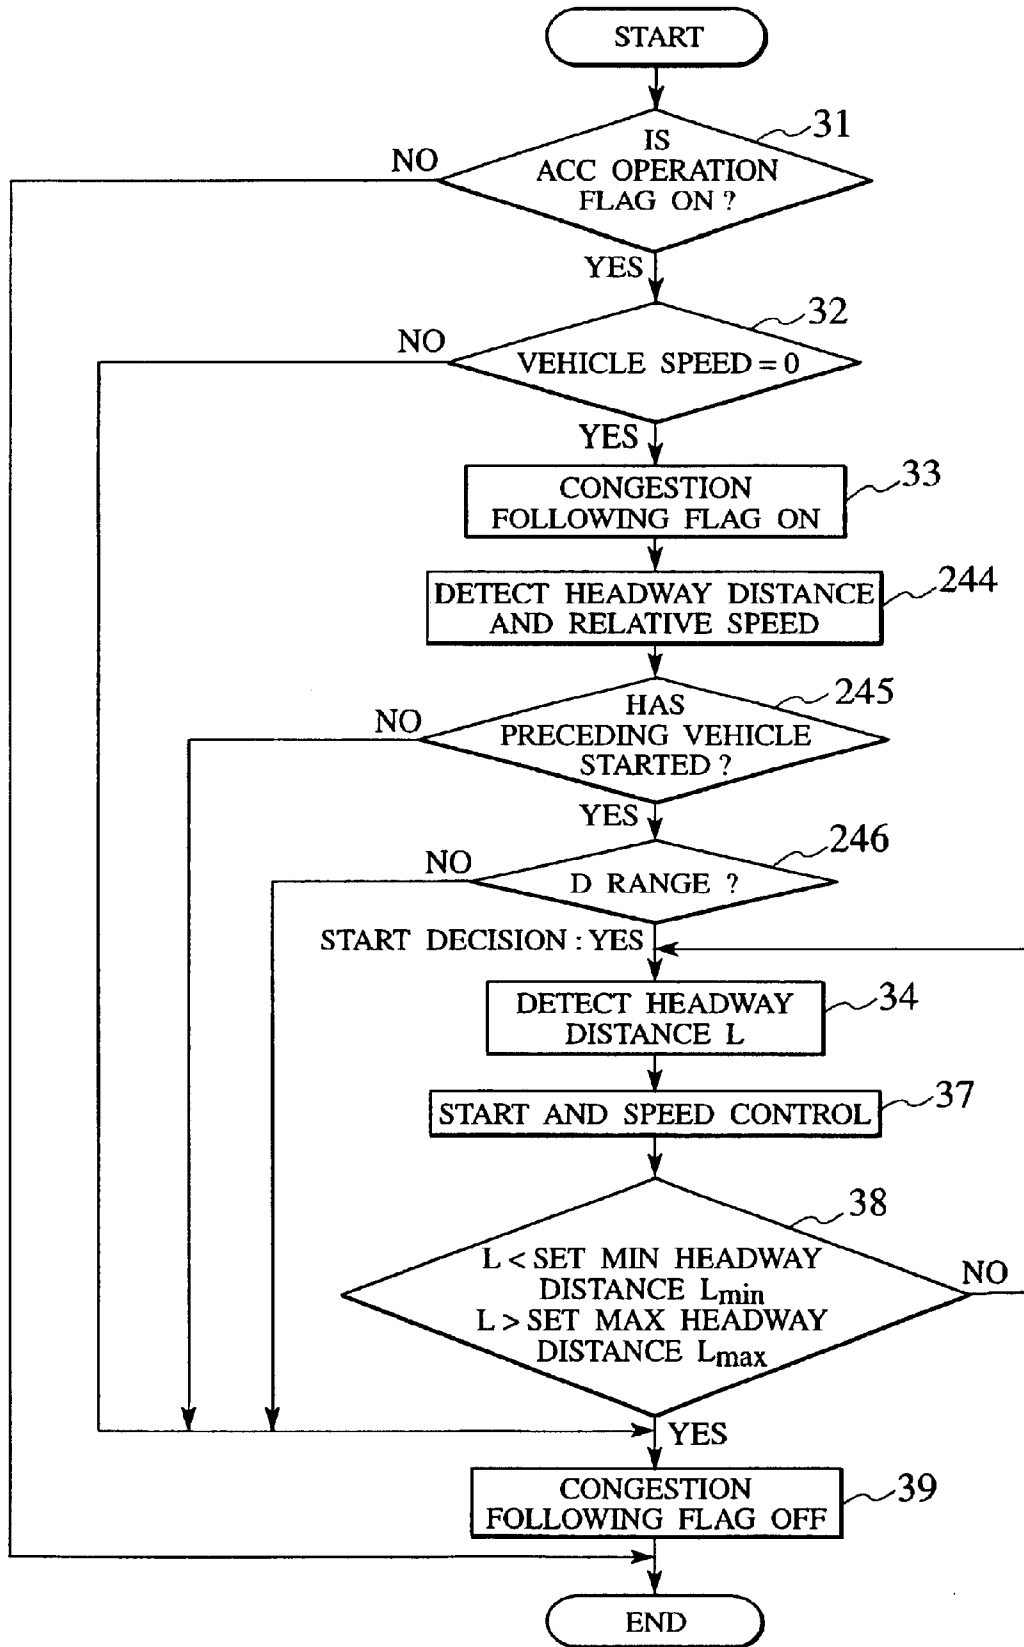 START
31
IS
ACC OPERATION
FLAG ON ?
NO
YES
32
VEHICLE SPEED = 0
NO
YES
33
CONGESTION
FOLLOWING FLAG ON
244
DETECT HEADWAY DISTANCE
AND RELATIVE SPEED
245
HAS
PRECEDING VEHICLE
STARTED ?
NO
YES
246
D RANGE ?
NO
START DECISION : YES
34
DETECT HEADWAY
DISTANCE L
37
START AND SPEED CONTROL
38
L < SET MIN HEADWAY
DISTANCE Lmin
L > SET MAX HEADWAY
DISTANCE Lmax
NO
YES
39
CONGESTION
FOLLOWING FLAG OFF
END